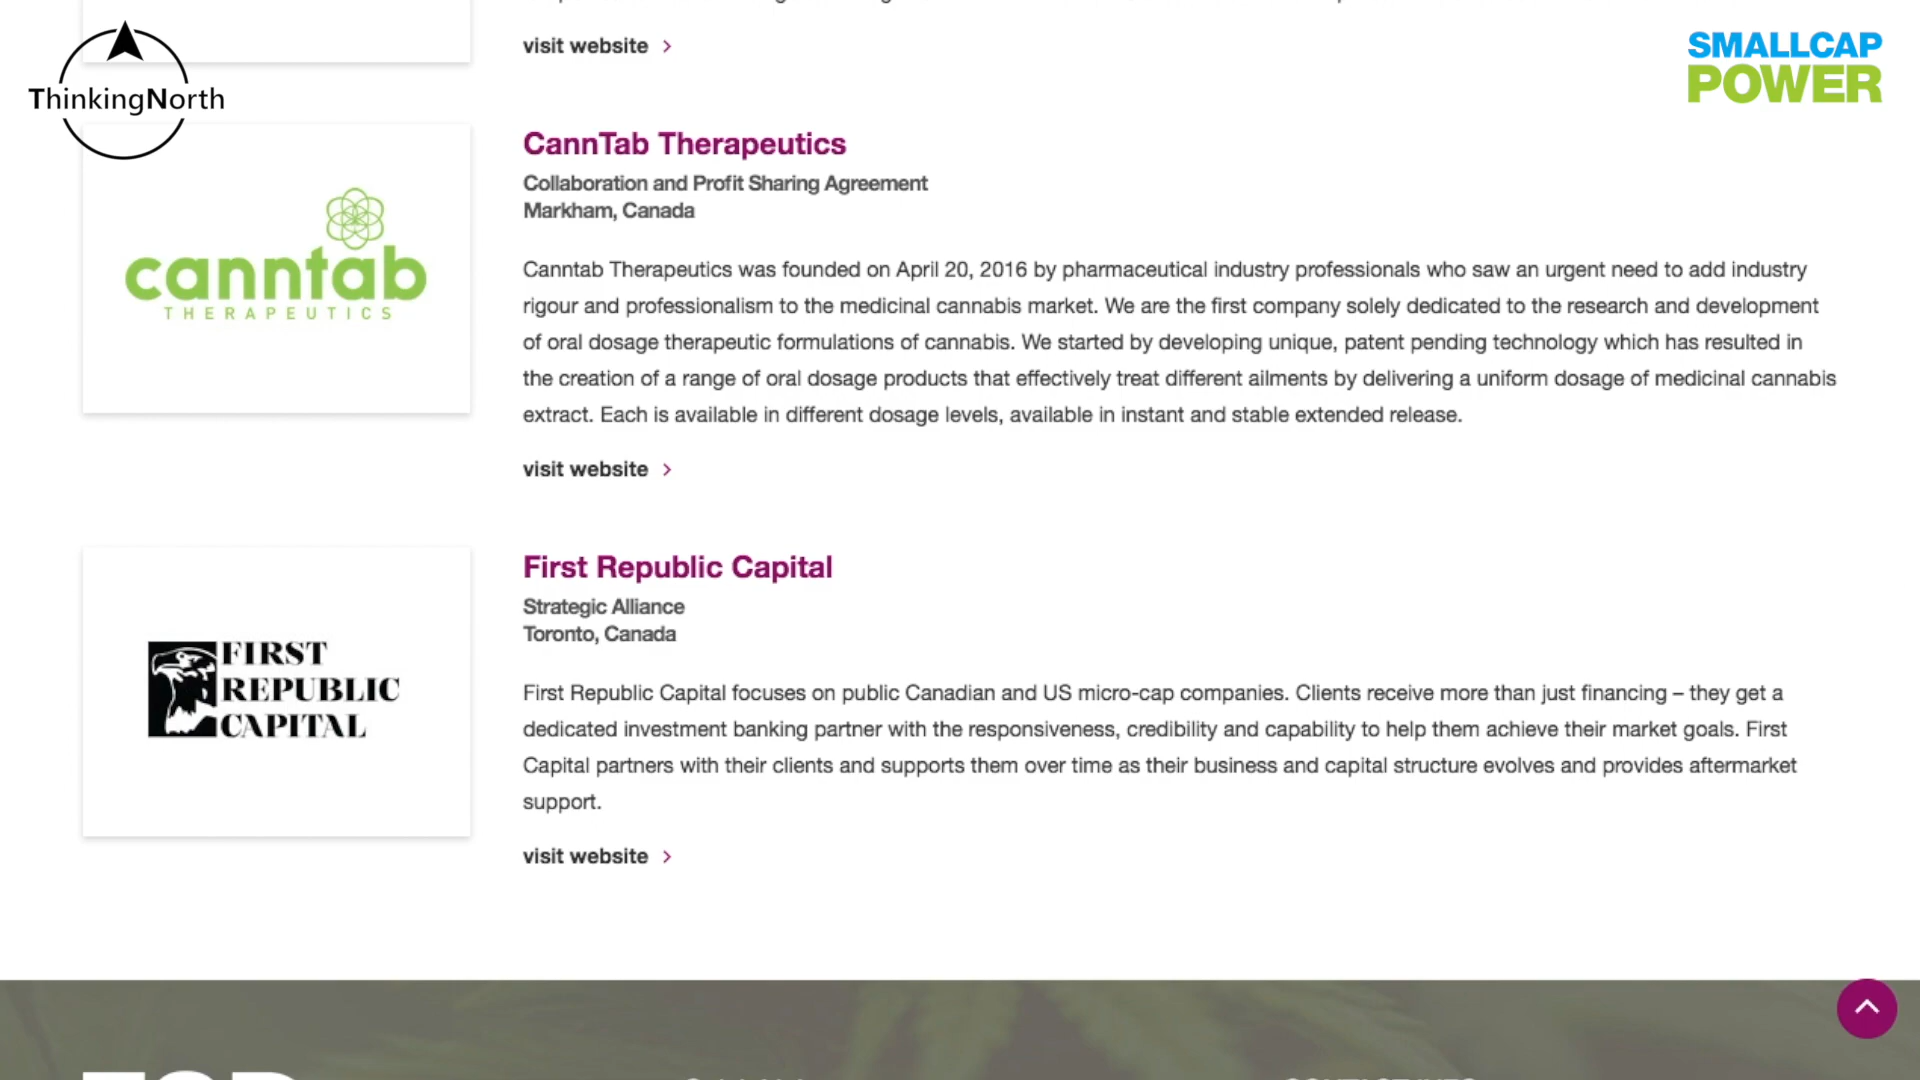 visit website
ThinkingNorth
SMALLCAP
POWER
CannTab Therapeutics
Collaboration and Profit Sharing Agreement
Markham, Canada
canntab
THERAPEUTICS
Canntab Therapeutics was founded on April 20, 2016 by pharmaceutical industry professionals who saw an urgent need to add industry
rigour and professionalism to the medicinal cannabis market. We are the first company solely dedicated to the research and development
of oral dosage therapeutic formulations of cannabis. We started by developing unique, patent pending technology which has resulted in
the creation of a range of oral dosage products that effectively treat different ailments by delivering a uniform dosage of medicinal cannabis
extract. Each is available in different dosage levels, available in instant and stable extended release.
visit website
First Republic Capital
Strategic Alliance
Toronto, Canada
FIRST
REPUBLIC
CAPITAL
First Republic Capital focuses on public Canadian and US micro-cap companies. Clients receive more than just financing – they get a
dedicated investment banking partner with the responsiveness, credibility and capability to help them achieve their market goals. First
Capital partners with their clients and supports them over time as their business and capital structure evolves and provides aftermarket
support.
visit website